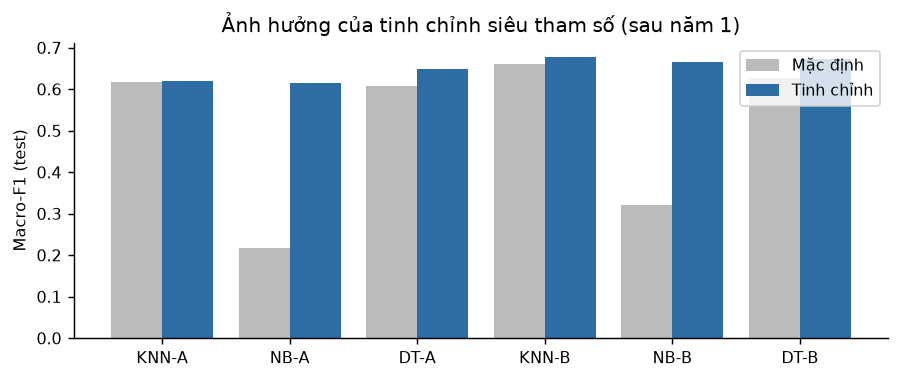 Ảnh hưởng của tinh chỉnh siêu tham số (sau năm 1)
Macro-F1 (test)
0.7
0.6
0.5
0.4
0.3
0.2
0.1
0.0
Mặc định
Tinh chỉnh
KNN-A
NB-A
DT-A
KNN-B
NB-B
DT-B